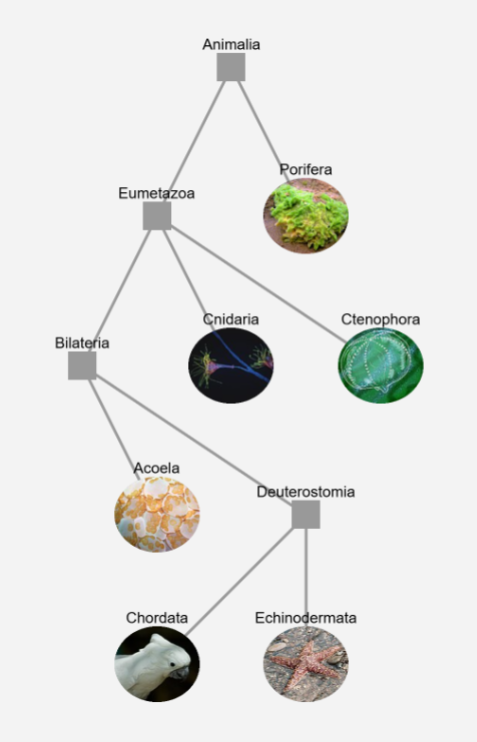 Animalia
Porifera
Eumetazoa
Cnidaria
Ctenophora
Bilateria
Acoela
Deuterostomia
Chordata
Echinodermata